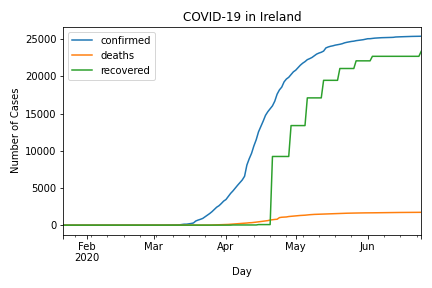 COVID-19 in Ireland
confirmed
deaths
recovered
Number of Cases
25000
20000
15000
10000
5000
0
Feb
2020
Mar
Apr
May
Jun
Day